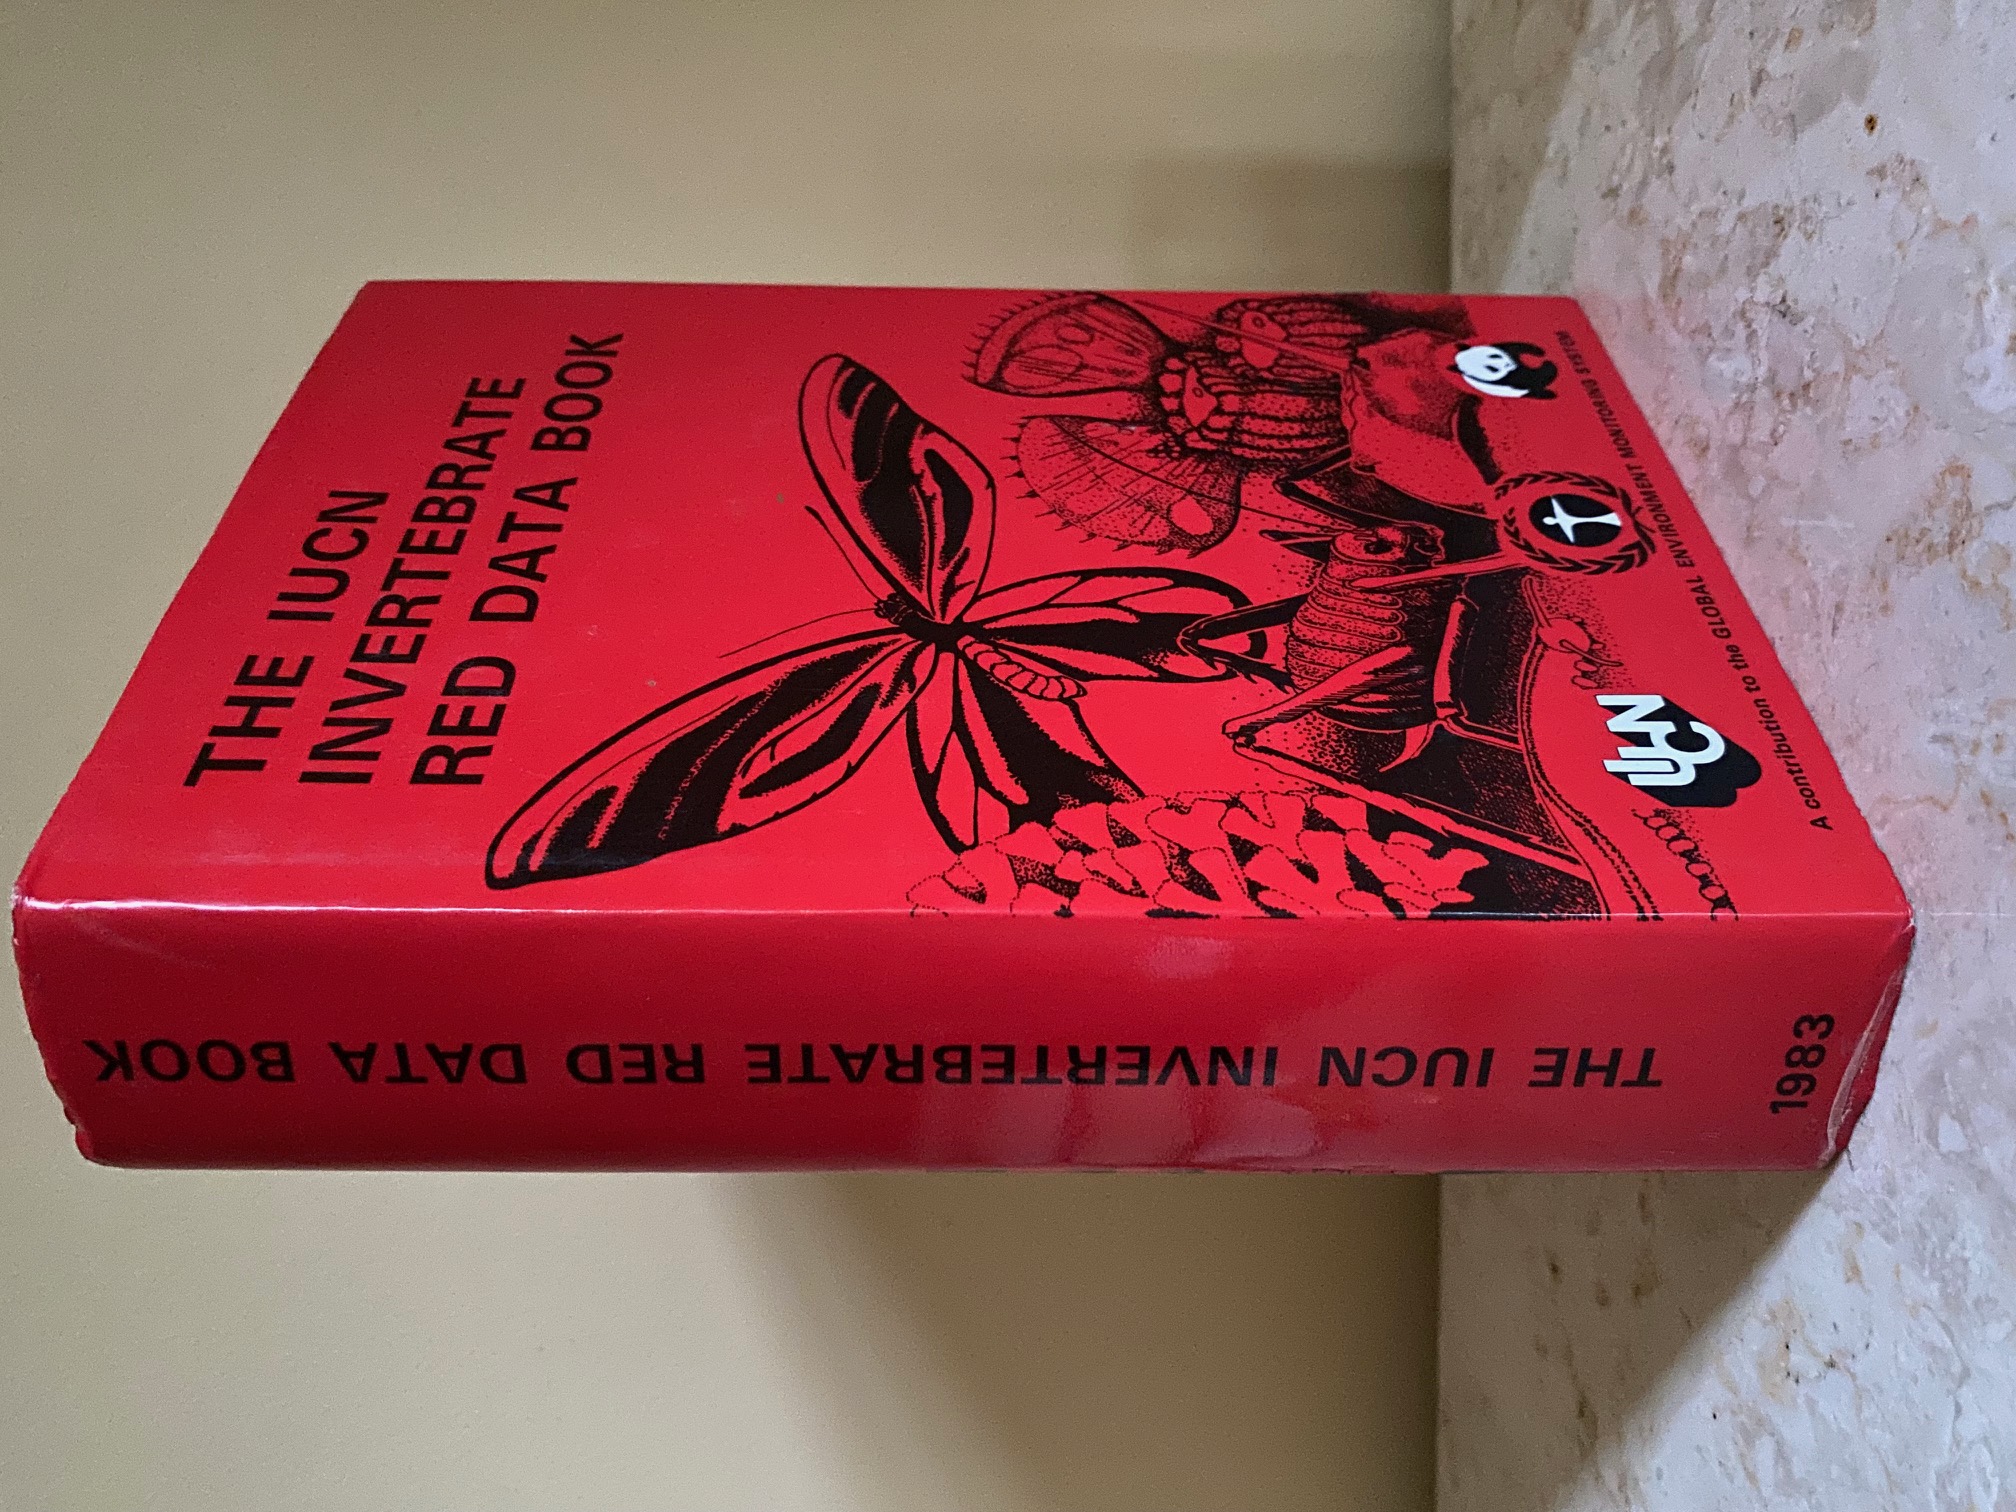 THE IUCN
INVERTEBRATE
RED DATA BOOK
IUCN
A contribution to the GLOBAL ENVIRONMENT MONITORING SYSTEM
THE IUCN INVERTEBRATE RED DATA BOOK
1983